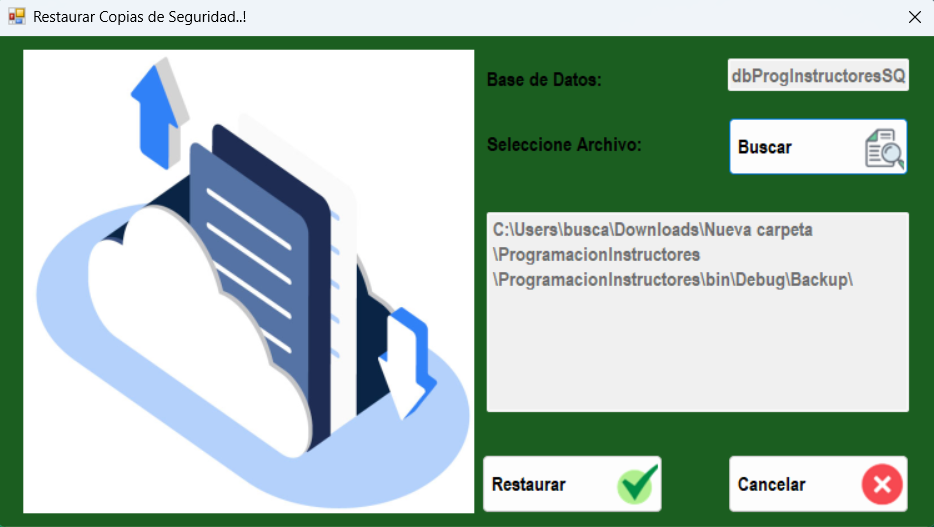 Restaurar Copias de Seguridad..!
Base de Datos:
dbProgInstructoresSQ
Seleccione Archivo:
Buscar
C:\Users\busca\Downloads\Nueva carpeta
\ProgramacionInstructores
\ProgramacionInstructores\bin\Debug\Backup\
Restaurar
Cancelar